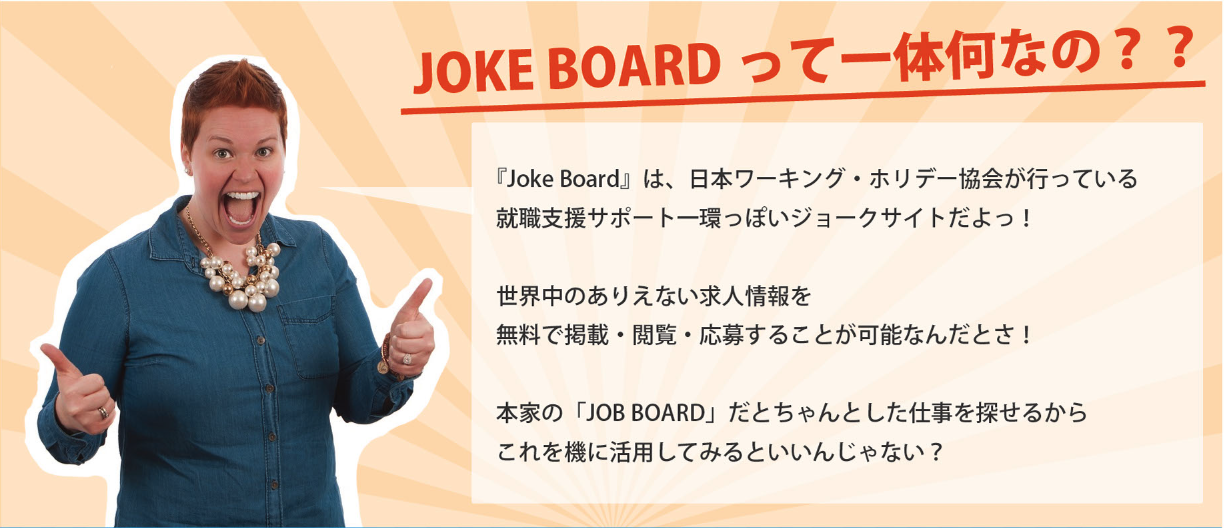 JOKE BOARD って一体何なの？？
『Joke Board』は、日本ワーキング・ホリデー協会が行っている
就職支援サポート一環っぽいジョークサイトだよっ！
世界中のありえない求人情報を
無料で掲載・閲覧・応募することが可能なんだとさ！
本家の「JOB BOARD」だとちゃんとした仕事を探せるから
これを機に活用してみるといいんじゃない？